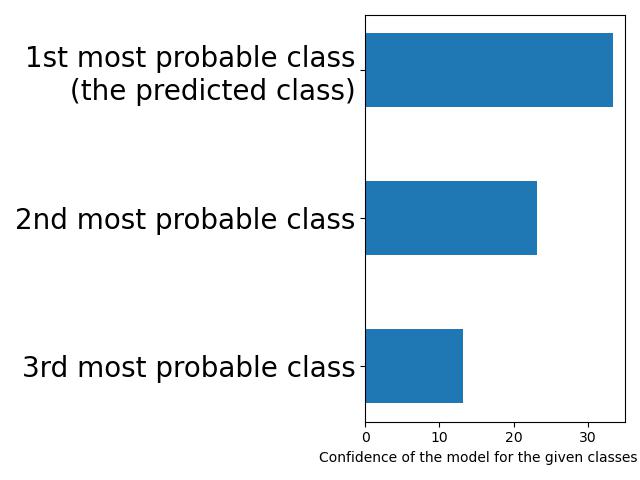 1st most probable class
(the predicted class)
2nd most probable class
3rd most probable class
0 10 20 30
Confidence of the model for the given classes